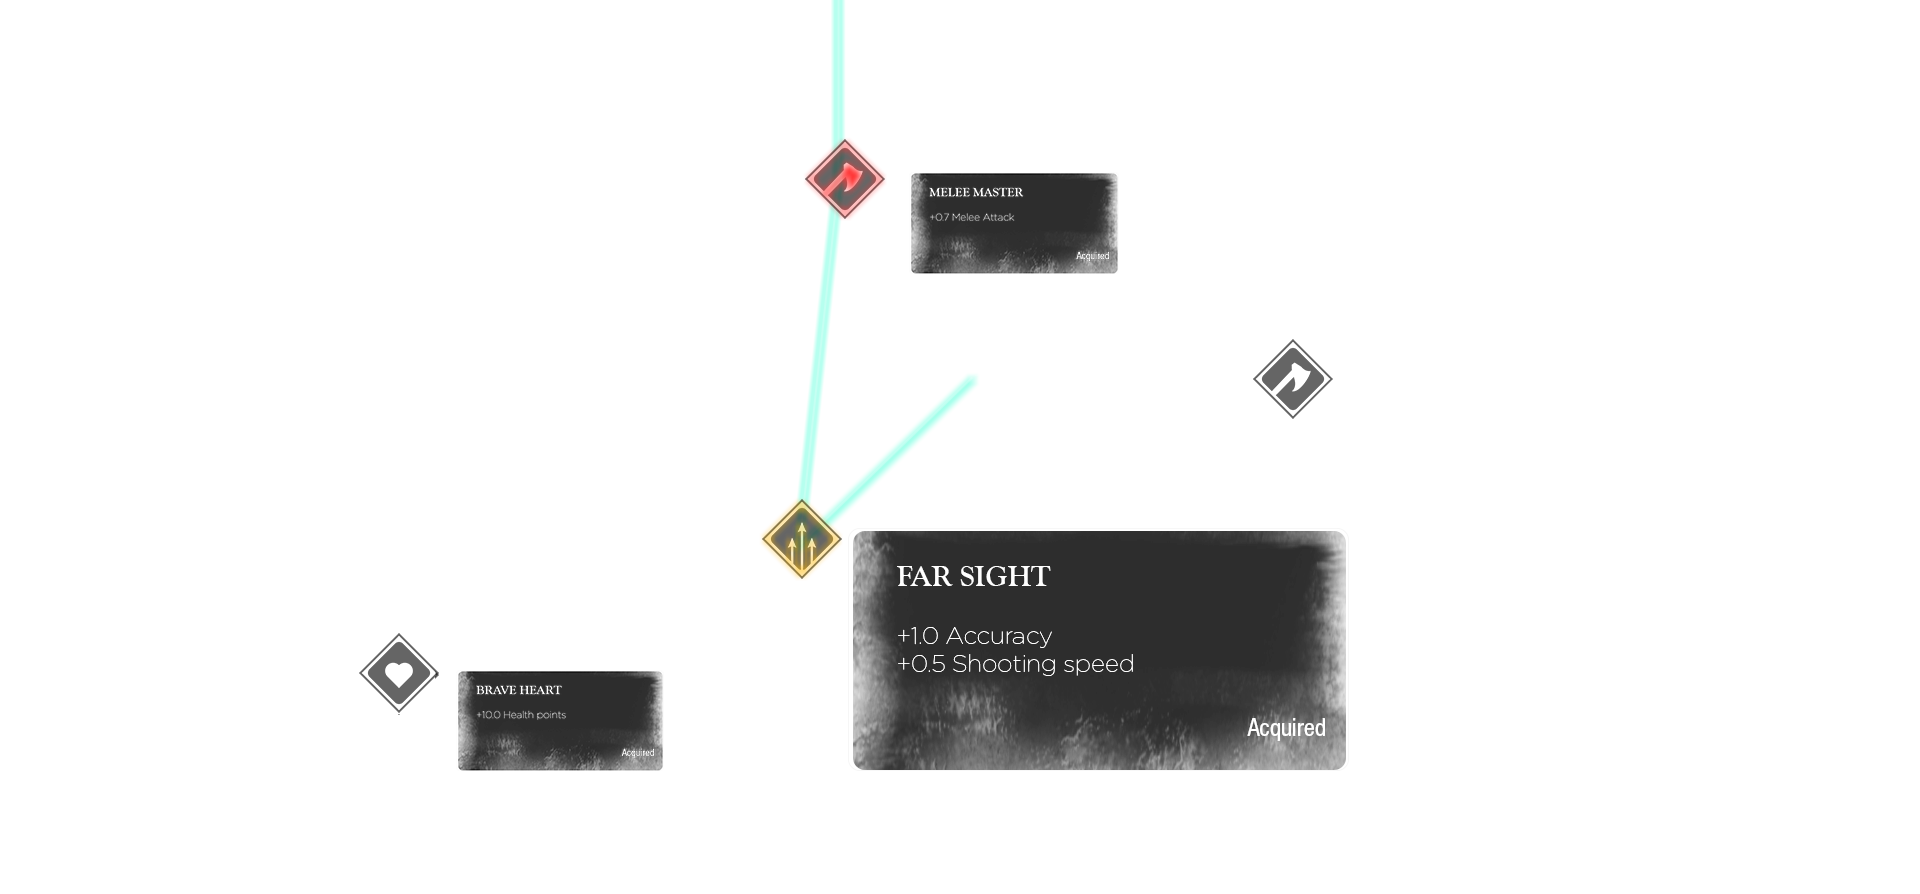 MELEE MASTER
+0.7 Melee Attack
Acquired
FAR SIGHT
+1.0 Accuracy
+0.5 Shooting speed
Acquired
BRAVE HEART
+10.0 Health points
Acquired